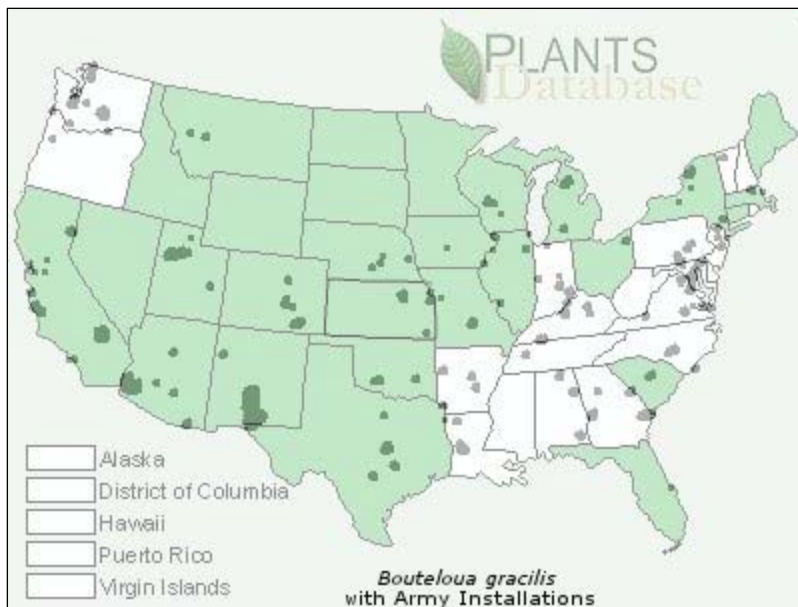 PLANTS
Database
Alaska
District of Columbia
Hawaii
Puerto Rico
Virgin Islands
Bouteloua gracilis
with Army Installations